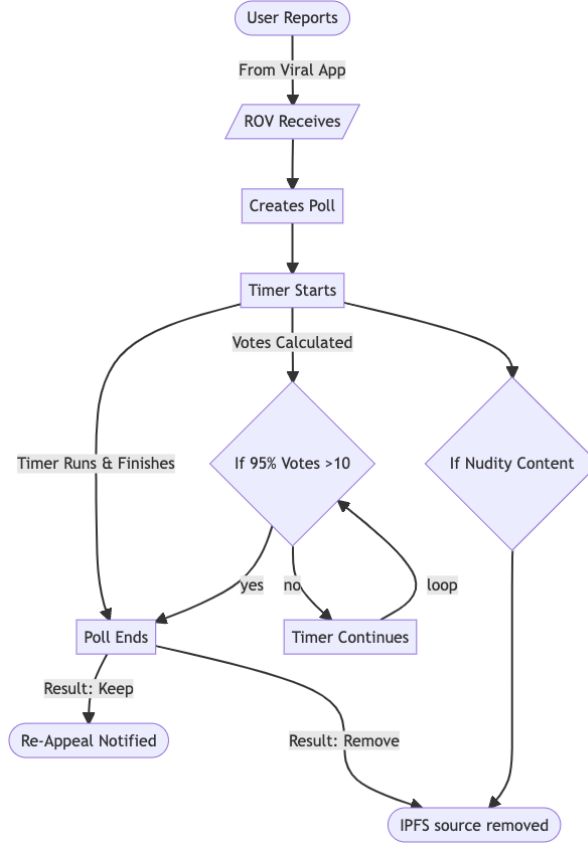 User Reports
From Viral App
ROV Receives
Creates Poll
Timer Starts
Votes Calculated
Timer Runs & Finishes
If 95% Votes >10
If Nudity Content
yes
no
loop
Poll Ends
Timer Continues
Result: Keep
Re-Appeal Notified
Result: Remove
IPFS source removed